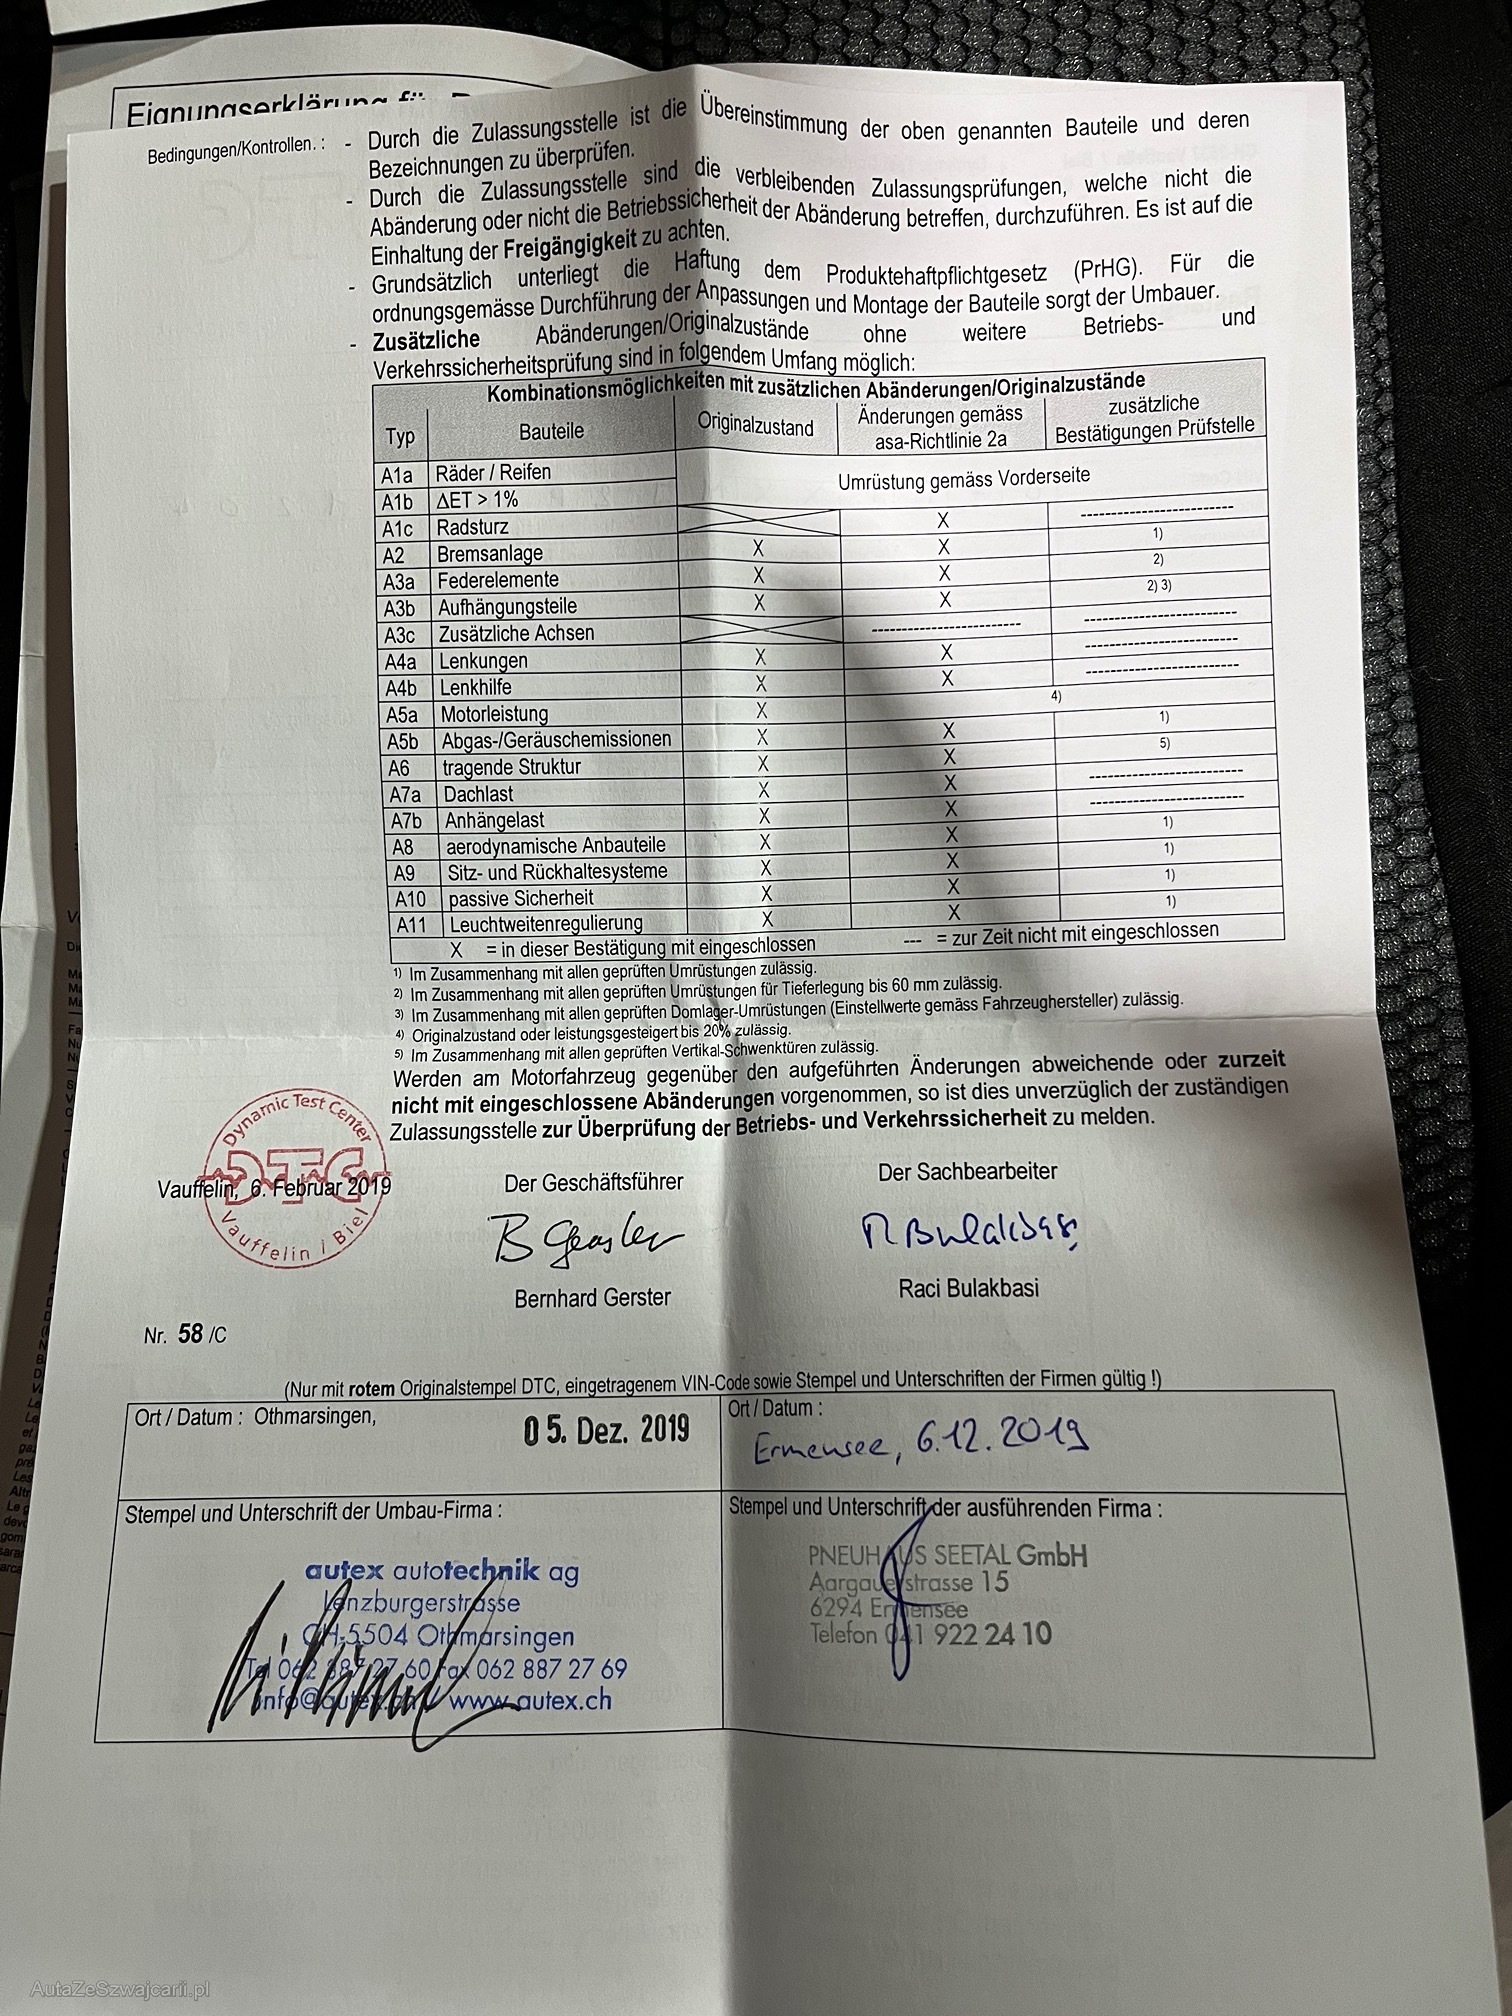 Eignungserklärung für
Bedingungen/Kontrollen. :
- Durch die Zulassungsstelle ist die Übereinstimmung der oben genannten Bauteile und deren
Bezeichnungen zu überprüfen.
- Durch die Zulassungsstelle sind die verbleibenden Zulassungsprüfungen, welche nicht die
Abänderung oder nicht die Betriebssicherheit der Abänderung betreffen, durchzuführen. Es ist auf die
Einhaltung der Freigängigkeit zu achten.
- Grundsätzlich unterliegt die Haftung dem Produktehaftpflichtgesetz (PrHG). Für die
ordnungsgemässe Durchführung der Anpassungen und Montage der Bauteile sorgt der Umbauer.
- Zusätzliche Abänderungen/Originalzustände ohne weitere Betriebs- und
Verkehrssicherheitsprüfung sind in folgendem Umfang möglich:
Kombinationsmöglichkeiten mit zusätzlichen Abänderungen/Originalzustände
Typ Bauteile Originalzustand Änderungen gemäss asa-Richtlinie 2a zusätzliche Bestätigungen Prüfstelle
A1a Räder / Reifen Umrüstung gemäss Vorderseite
A1b ΔET > 1%
A1c Radsturz X -------------------------
A2 Bremsanlage X X 1)
A3a Federelemente X X 2)
A3b Aufhängungsteile X X 2) 3)
A3c Zusätzliche Achsen ------------------------- -------------------------
A4a Lenkungen X X -------------------------
A4b Lenkhilfe X X -------------------------
A5a Motorleistung X 4)
A5b Abgas-/Geräuschemissionen X X 1)
A6 tragende Struktur X X 5)
A7a Dachlast X X -------------------------
A7b Anhängelast X X -------------------------
A8 aerodynamische Anbauteile X X 1)
A9 Sitz- und Rückhaltesysteme X X 1)
A10 passive Sicherheit X X 1)
A11 Leuchtweitenregulierung X X 1)
X = in dieser Bestätigung mit eingeschlossen --- = zur Zeit nicht mit eingeschlossen
1) Im Zusammenhang mit allen geprüften Umrüstungen zulässig.
2) Im Zusammenhang mit allen geprüften Umrüstungen für Tieferlegung bis 60 mm zulässig.
3) Im Zusammenhang mit allen geprüften Domlager-Umrüstungen (Einstellwerte gemäss Fahrzeughersteller) zulässig.
4) Originalzustand oder leistungsgesteigert bis 20% zulässig.
5) Im Zusammenhang mit allen geprüften Vertikal-Schwenktüren zulässig.
Werden am Motorfahrzeug gegenüber den aufgeführten Änderungen abweichende oder zurzeit
nicht mit eingeschlossene Abänderungen vorgenommen, so ist dies unverzüglich der zuständigen
Zulassungsstelle zur Überprüfung der Betriebs- und Verkehrssicherheit zu melden.
Dynamic Test Center
DTC
Vauffelin / Biel
Vauffelin, 6. Februar 2019
Der Geschäftsführer
Der Sachbearbeiter
B Gerster
R Bulakbasi
Bernhard Gerster
Raci Bulakbasi
Nr. 58 /C
(Nur mit rotem Originalstempel DTC, eingetragenem VIN-Code sowie Stempel und Unterschriften der Firmen gültig !)
Ort / Datum : Othmarsingen, 05. Dez. 2019
Ort / Datum :
Ermensee, 6.12.2019
Stempel und Unterschrift der Umbau-Firma :
autex autotechnik ag
Lenzburgerstrasse
CH-5504 Othmarsingen
Tel 062 887 27 60 Fax 062 887 27 69
info@autex.ch / www.autex.ch
Stempel und Unterschrift der ausführenden Firma :
PNEUHAUS SEETAL GmbH
Aargauerstrasse 15
6294 Ermensee
Telefon 041 922 24 10
AutaZeSzwajcarii.pl